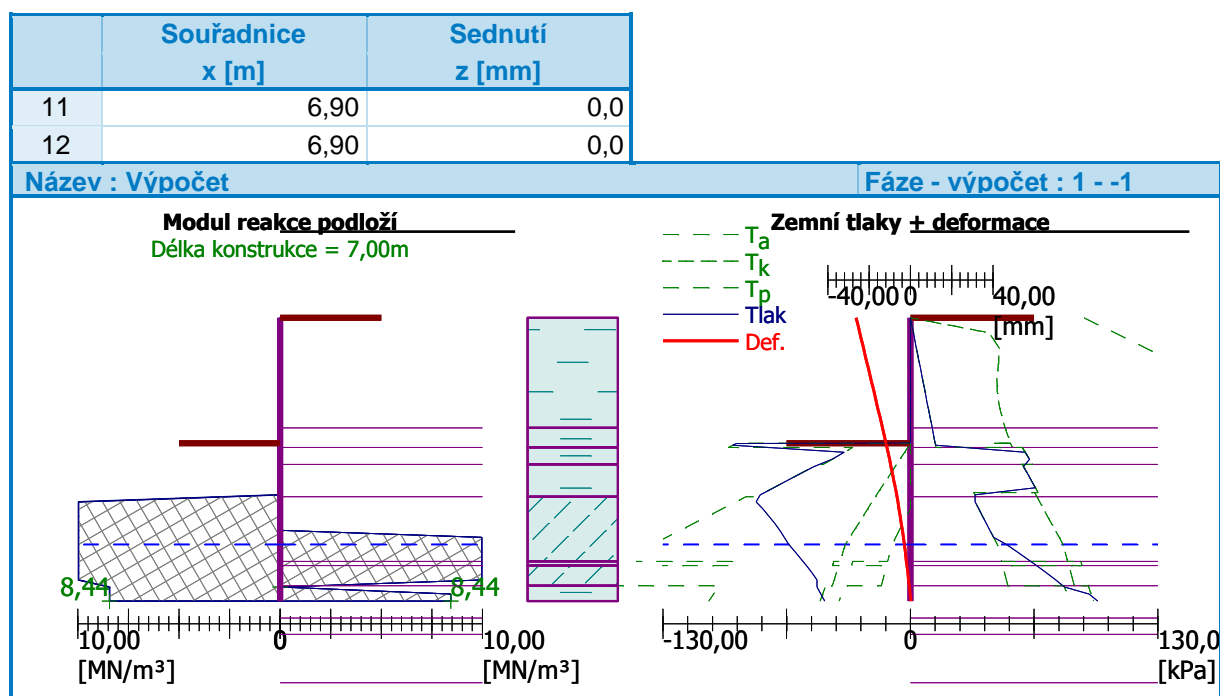 Souřadnice Sednutí
x [m] z [mm]
11 6,90 0,0
12 6,90 0,0
Název : Výpočet Fáze - výpočet : 1 - -1
Modul reakce podloží
Délka konstrukce = 7,00m
Zemní tlaky + deformace
Ta
Tk
Tp
Tlak
Def.
-40,00 0 40,00
[mm]
8,44 8,44
10,00 0 10,00
[MN/m³] [MN/m³]
-130,00 0 130,0
[kPa]